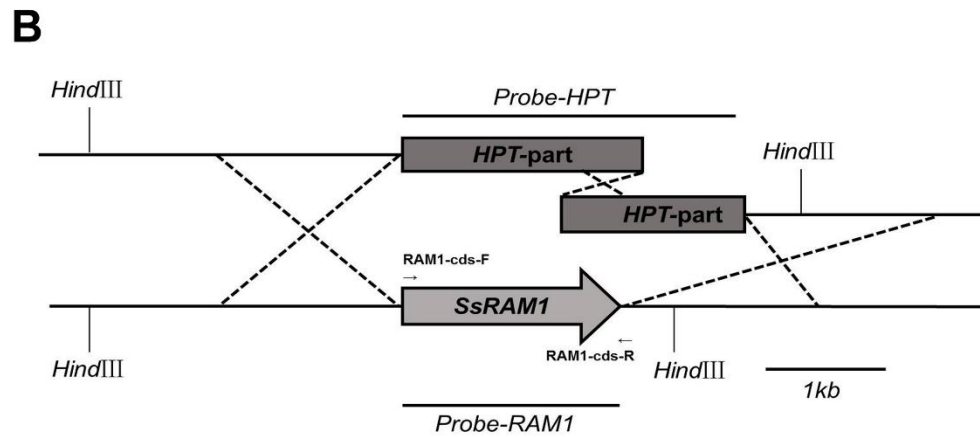 B
HindⅢ
Probe-HPT
HPT-part
HindⅢ
HPT-part
RAM1-cds-F
→
SsRAM1
RAM1-cds-R
←
HindⅢ
HindⅢ
1kb
Probe-RAM1